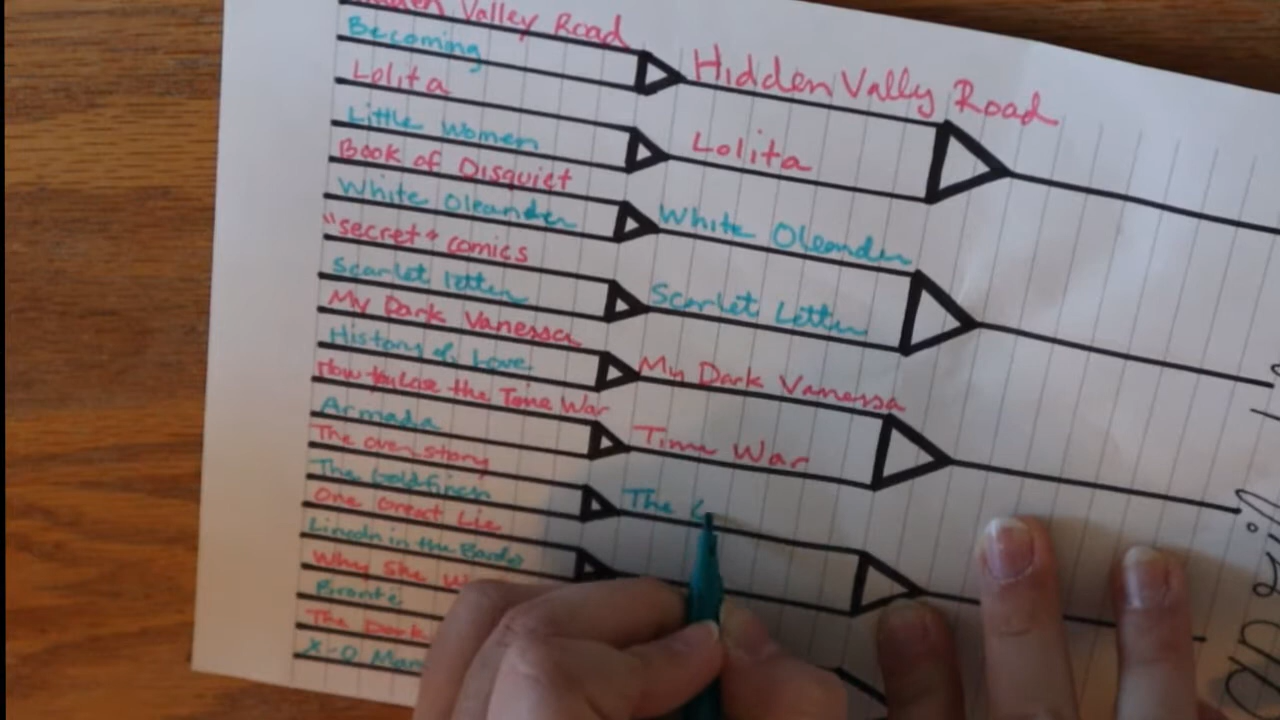 Valley Road
Becoming
Lolita
Little Women
Book of Disquiet
White Oleander
"secret" comics
Scarlet letter
My Dark Vanessa
History of Love
How You Lose the Time War
Armada
The overstory
The Goldfinch
One Great Lie
Lincoln in the Bardo
Why She
Bronte
The Dark
X-O Man
Hidden Vally Road
Lolita
White Oleander
Scarlet Letter
My Dark Vanessa
Time War
The